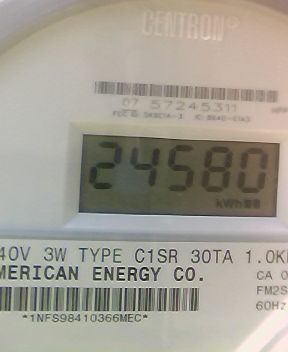 CENTRON®
07 57245311
24580
kWh
40V 3W TYPE C1SR 30TA 1.0K
MERICAN ENERGY CO.
CA 0
FM2S
60Hz
*1NFS98410366MEC*